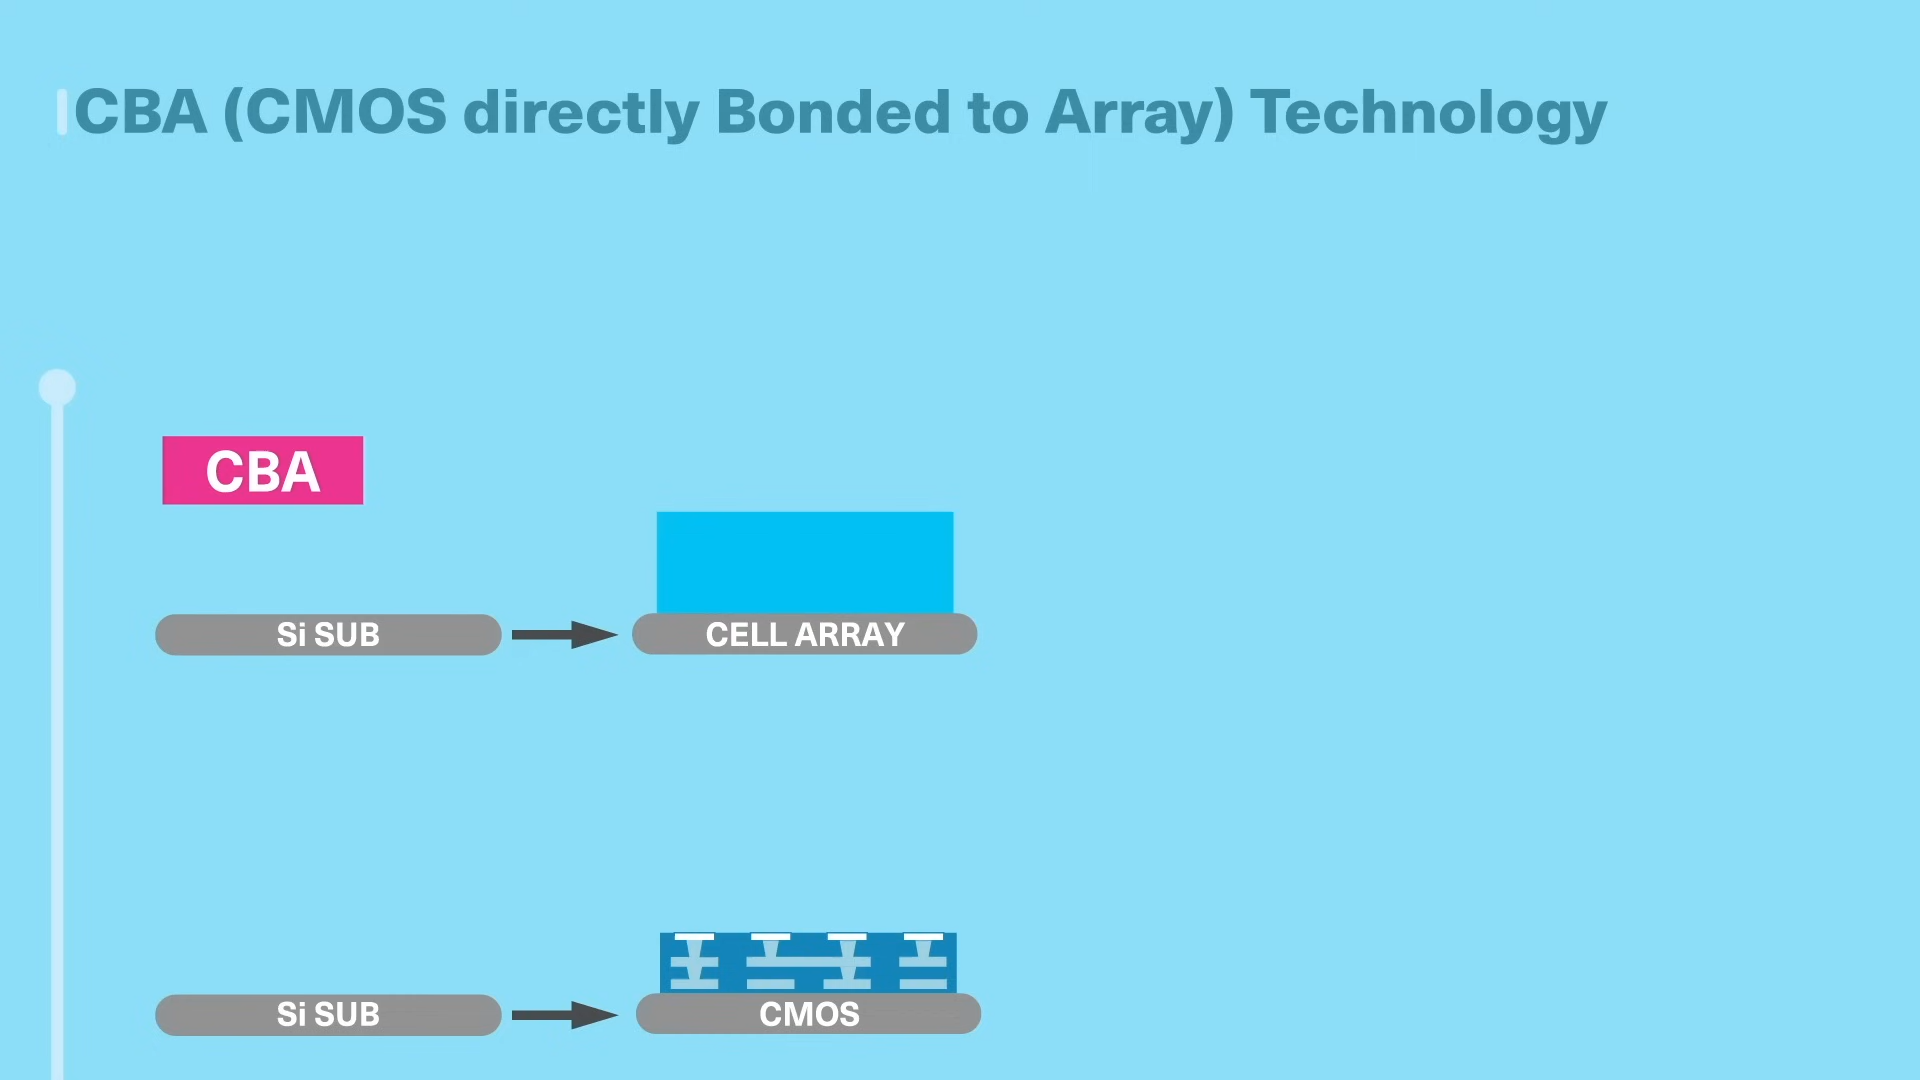 CBA (CMOS directly Bonded to Array) Technology
CBA
Si SUB
CELL ARRAY
Si SUB
CMOS